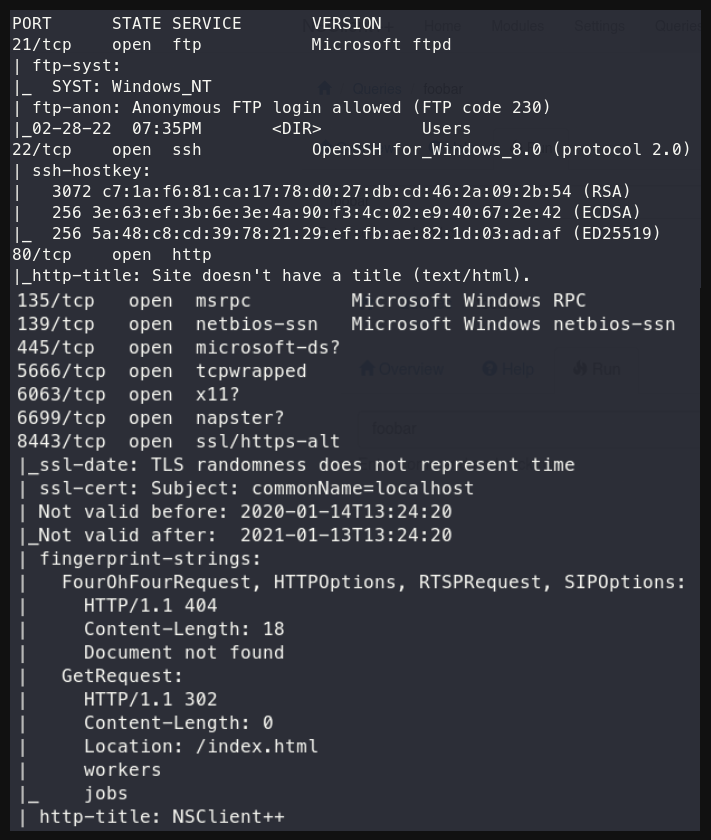 PORT      STATE SERVICE       VERSION
21/tcp    open  ftp           Microsoft ftpd
| ftp-syst:
|_  SYST: Windows_NT
| ftp-anon: Anonymous FTP login allowed (FTP code 230)
|_02-28-22  07:35PM       <DIR>          Users
22/tcp    open  ssh           OpenSSH for_Windows_8.0 (protocol 2.0)
| ssh-hostkey:
|   3072 c7:1a:f6:81:ca:17:78:d0:27:db:cd:46:2a:09:2b:54 (RSA)
|   256 3e:63:ef:3b:6e:3e:4a:90:f3:4c:02:e9:40:67:2e:42 (ECDSA)
|_  256 5a:48:c8:cd:39:78:21:29:ef:fb:ae:82:1d:03:ad:af (ED25519)
80/tcp    open  http
|_http-title: Site doesn't have a title (text/html).
135/tcp   open  msrpc         Microsoft Windows RPC
139/tcp   open  netbios-ssn   Microsoft Windows netbios-ssn
445/tcp   open  microsoft-ds?
5666/tcp  open  tcpwrapped
6063/tcp  open  x11?
6699/tcp  open  napster?
8443/tcp  open  ssl/https-alt
|_ssl-date: TLS randomness does not represent time
| ssl-cert: Subject: commonName=localhost
| Not valid before: 2020-01-14T13:24:20
|_Not valid after:  2021-01-13T13:24:20
| fingerprint-strings:
|   FourOhFourRequest, HTTPOptions, RTSPRequest, SIPOptions:
|     HTTP/1.1 404
|     Content-Length: 18
|     Document not found
|   GetRequest:
|     HTTP/1.1 302
|     Content-Length: 0
|     Location: /index.html
|     workers
|_    jobs
| http-title: NSClient++
Home Modules Settings Queries
Queries foobar
Overview Help Run
foobar